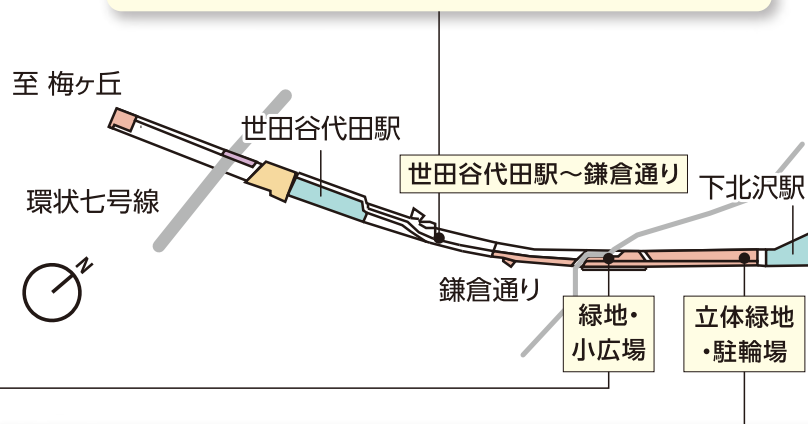 至 梅ヶ丘
世田谷代田駅
世田谷代田駅～鎌倉通り
下北沢駅
環状七号線
N
鎌倉通り
緑地・
小広場
立体緑地
・駐輪場